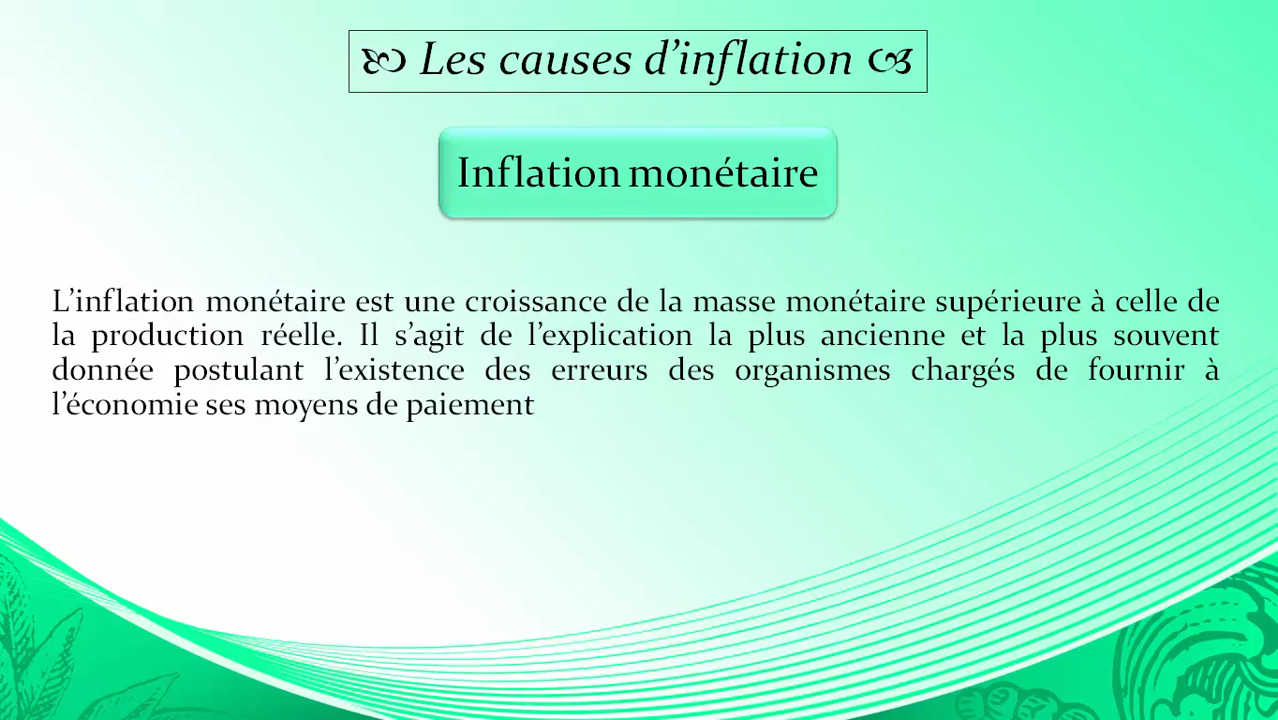 Les causes d’inflation
Inflation monétaire
L’inflation monétaire est une croissance de la masse monétaire supérieure à celle de
la production réelle. Il s’agit de l’explication la plus ancienne et la plus souvent
donnée postulant l’existence des erreurs des organismes chargés de fournir à
l’économie ses moyens de paiement